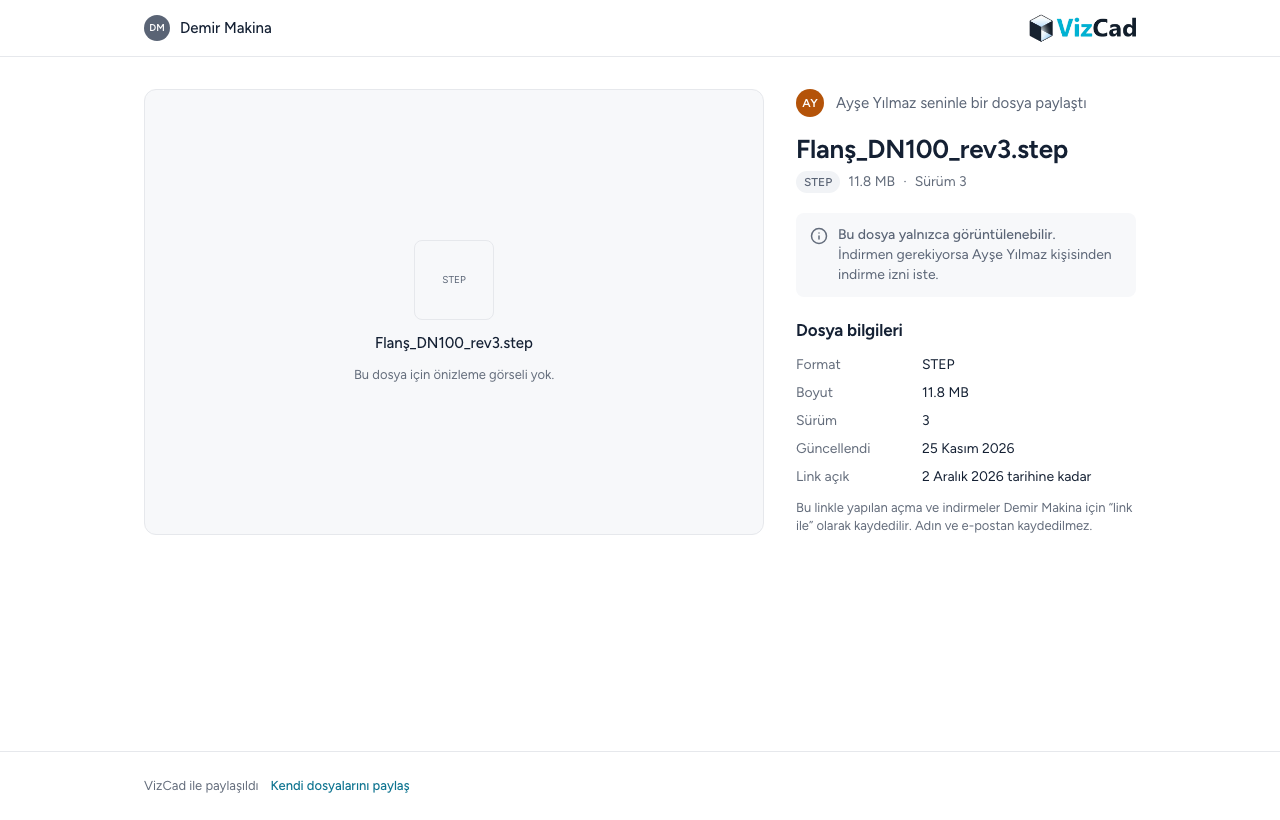 DM
Demir Makina
VizCad
STEP
Flanş_DN100_rev3.step
Bu dosya için önizleme görseli yok.
AY
Ayşe Yılmaz seninle bir dosya paylaştı
Flanş_DN100_rev3.step
STEP 11.8 MB · Sürüm 3
Bu dosya yalnızca görüntülenebilir.
İndirmen gerekiyorsa Ayşe Yılmaz kişisinden
indirme izni iste.
Dosya bilgileri
Format STEP
Boyut 11.8 MB
Sürüm 3
Güncellendi 25 Kasım 2026
Link açık 2 Aralık 2026 tarihine kadar
Bu linkle yapılan açma ve indirmeler Demir Makina için “link
ile” olarak kaydedilir. Adın ve e-postan kaydedilmez.
VizCad ile paylaşıldı Kendi dosyalarını paylaş